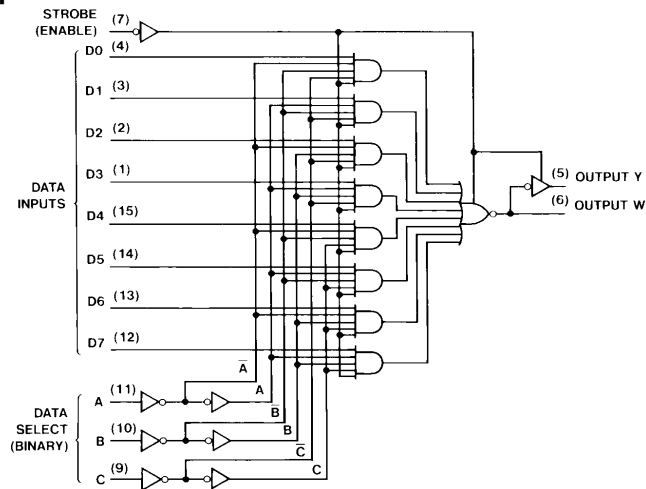 STROBE (7)
(ENABLE)
D0 (4)
D1 (3)
D2 (2)
D3 (1)
DATA
INPUTS
D4 (15)
D5 (14)
D6 (13)
D7 (12)
(5) OUTPUT Y
(6) OUTPUT W
A̅
A
B̅
B
C̅
C
DATA
SELECT
(BINARY)
A (11)
B (10)
C (9)